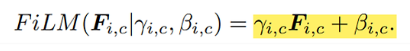 FiLM(F_{i,c}|γ_{i,c}, β_{i,c}) = γ_{i,c}F_{i,c} + β_{i,c}.